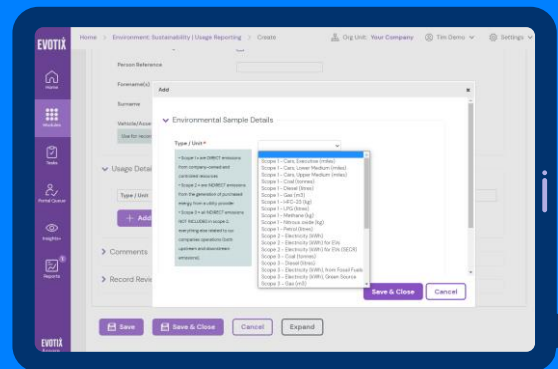 EVOTIX
Home > Environment: Sustainability | Usage Reporting > Create
Org Unit: Your Company
Tim Demo
Settings
Home
Modules
Tasks
Portal Queue
Insights+
Reports
EVOTIX
Person Reference
Forename(s)
Surname
Vehicle/Asse
Use for recor
Usage Detai
Type / Unit
+ Add
Comments
Record Revi
Add
x
Environmental Sample Details
Type / Unit*
• Scope 1 = are DIRECT emissions
from company-owned and
controlled resources
• Scope 2 = are INDIRECT emissions
from the generation of purchased
energy from a utility provider
• Scope 3 = all INDIRECT emissions
NOT INCLUDED in scope 2,
everything else related to our
companies operations (both
upstream and downstream
emissions).
Scope 1 - Cars, Executive (miles)
Scope 1 - Cars, Lower Medium (miles)
Scope 1 - Cars, Upper Medium (miles)
Scope 1 - Coal (tonnes)
Scope 1 - Diesel (litres)
Scope 1 - Gas (m3)
Scope 1 - HFC-23 (kg)
Scope 1 - LPG (litres)
Scope 1 - Methane (kg)
Scope 1 - Nitrous oxide (kg)
Scope 1 - Petrol (litres)
Scope 2 - Electricity (kWh)
Scope 2 - Electricity (kWh) for EVs
Scope 2 - Electricity (kWh) for EVs (SECR)
Scope 3 - Coal (tonnes)
Scope 3 - Diesel (litres)
Scope 3 - Electricity (kWh), from Fossil Fuels
Scope 3 - Electricity (kWh), Green Source
Scope 3 - Gas (m3)
Save & Close
Cancel
Save
Save & Close
Cancel
Expand